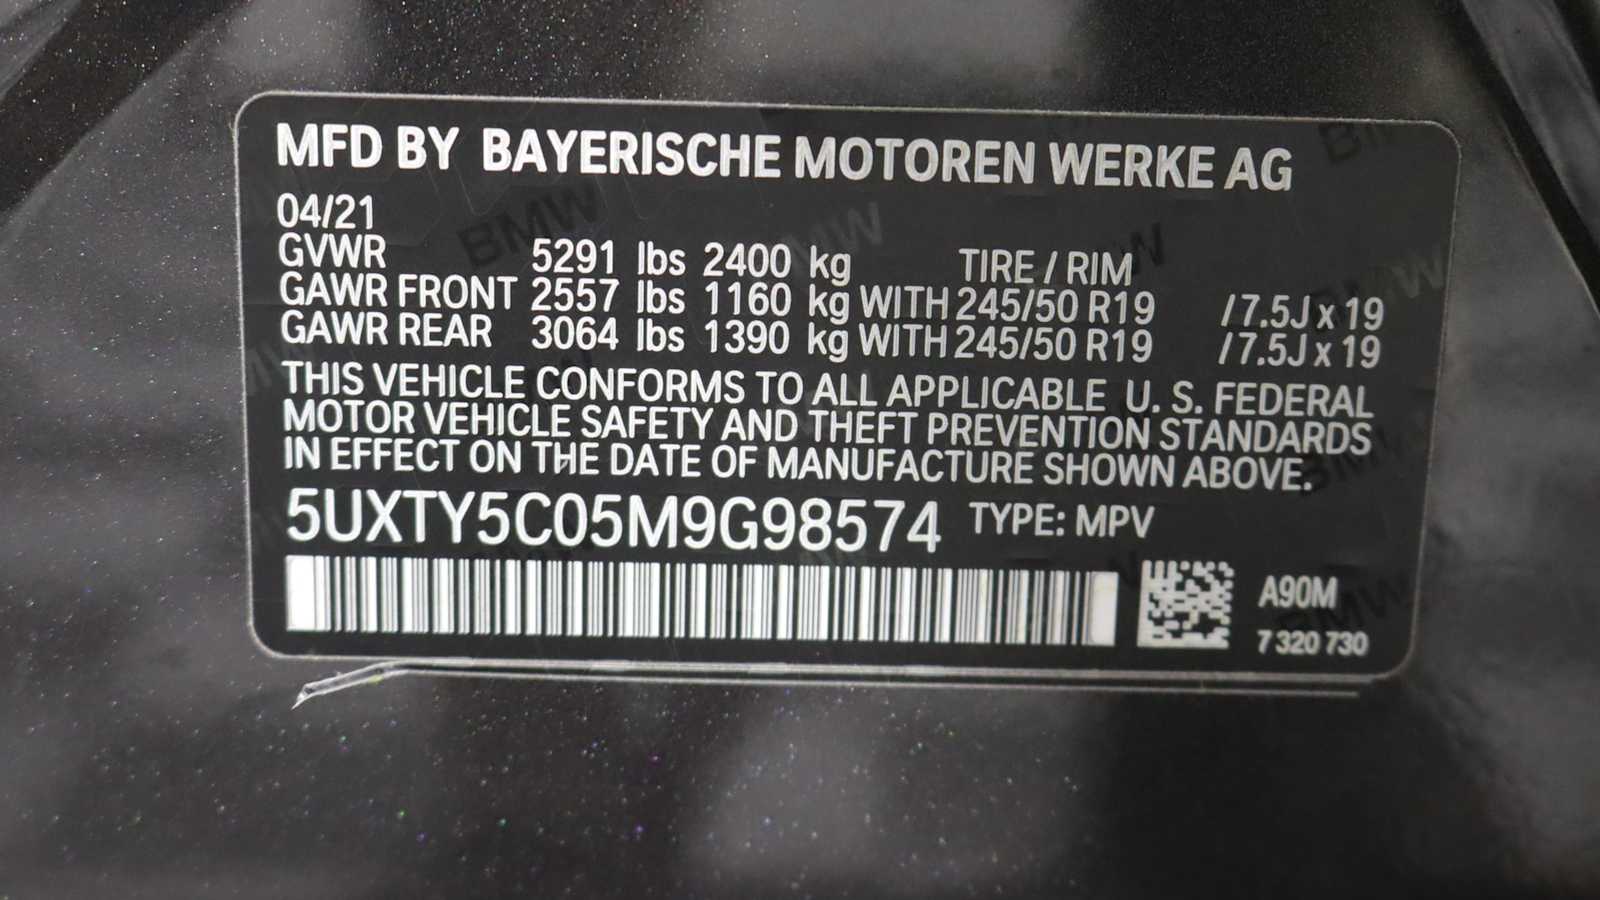 MFD BY BAYERISCHE MOTOREN WERKE AG
04/21
GVWR 5291 lbs 2400 kg TIRE / RIM
GAWR FRONT 2557 lbs 1160 kg WITH 245/50 R19 / 7.5J x 19
GAWR REAR 3064 lbs 1390 kg WITH 245/50 R19 / 7.5J x 19
THIS VEHICLE CONFORMS TO ALL APPLICABLE U. S. FEDERAL
MOTOR VEHICLE SAFETY AND THEFT PREVENTION STANDARDS
IN EFFECT ON THE DATE OF MANUFACTURE SHOWN ABOVE.
5UXTY5C05M9G98574 TYPE: MPV
A90M
7 320 730